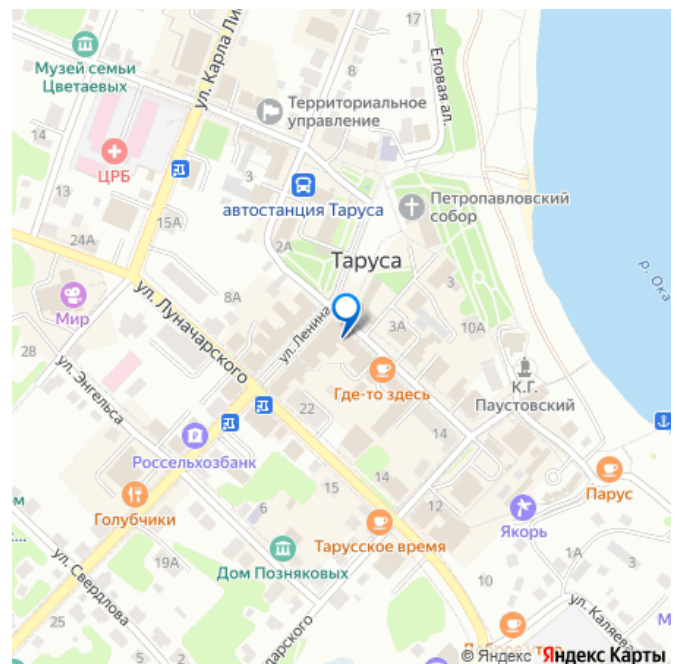 Музей семьи
Цветаевых
ул. Карла Ли
8
Еловая ал.
17
Территориальное
управление
14
ЦРБ
3
13
автостанция Таруса
Петропавловский
собор
15А
24А
2А
Таруса
р. Ока
ул. Луначарского
8А
3
Мир
ул. Ленина
3А
10А
28
Где-то здесь
К.Г.
Паустовский
ул. Энгельса
22
14
Россельхозбанк
14
Голубчики
15
12
Парус
6
Якорь
Тарусское время
19А
Дом Позняковых
1А
3
ул. Свердлова
10
ул. Каляева
25
15
дарского
© Яндекс Яндекс Карты